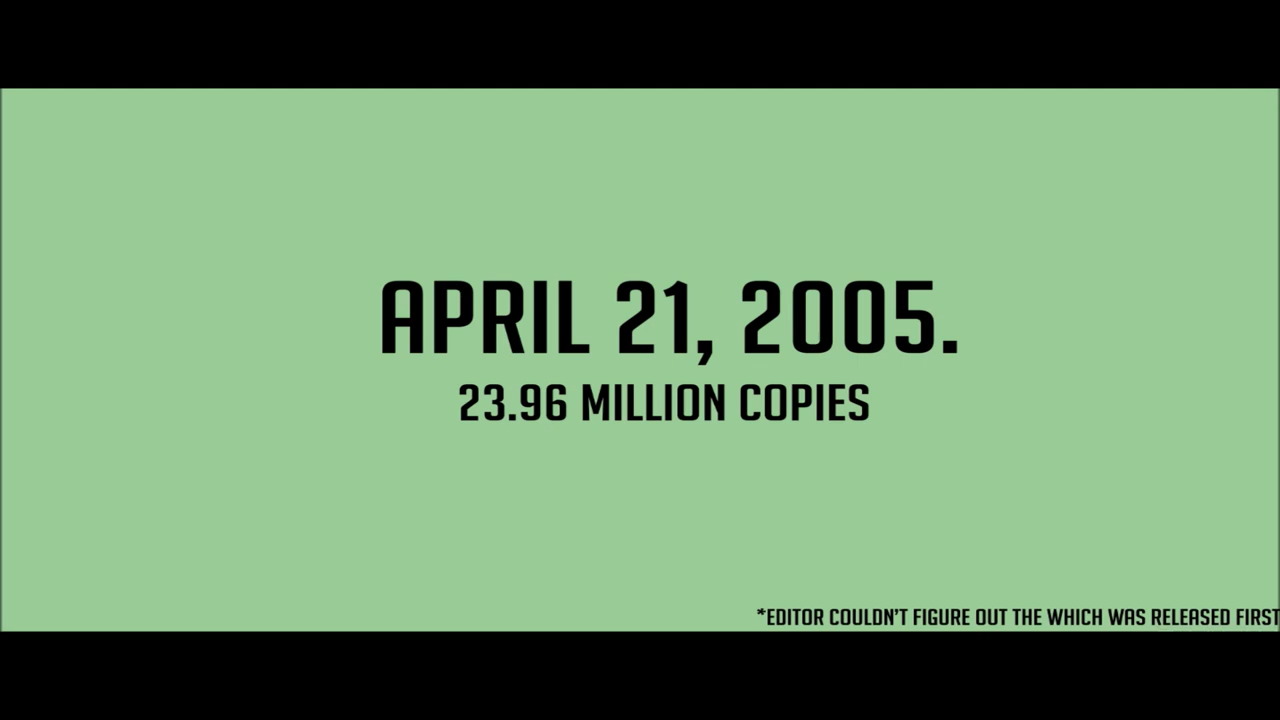 APRIL 21, 2005.
23.96 MILLION COPIES
*EDITOR COULDN'T FIGURE OUT THE WHICH WAS RELEASED FIRST